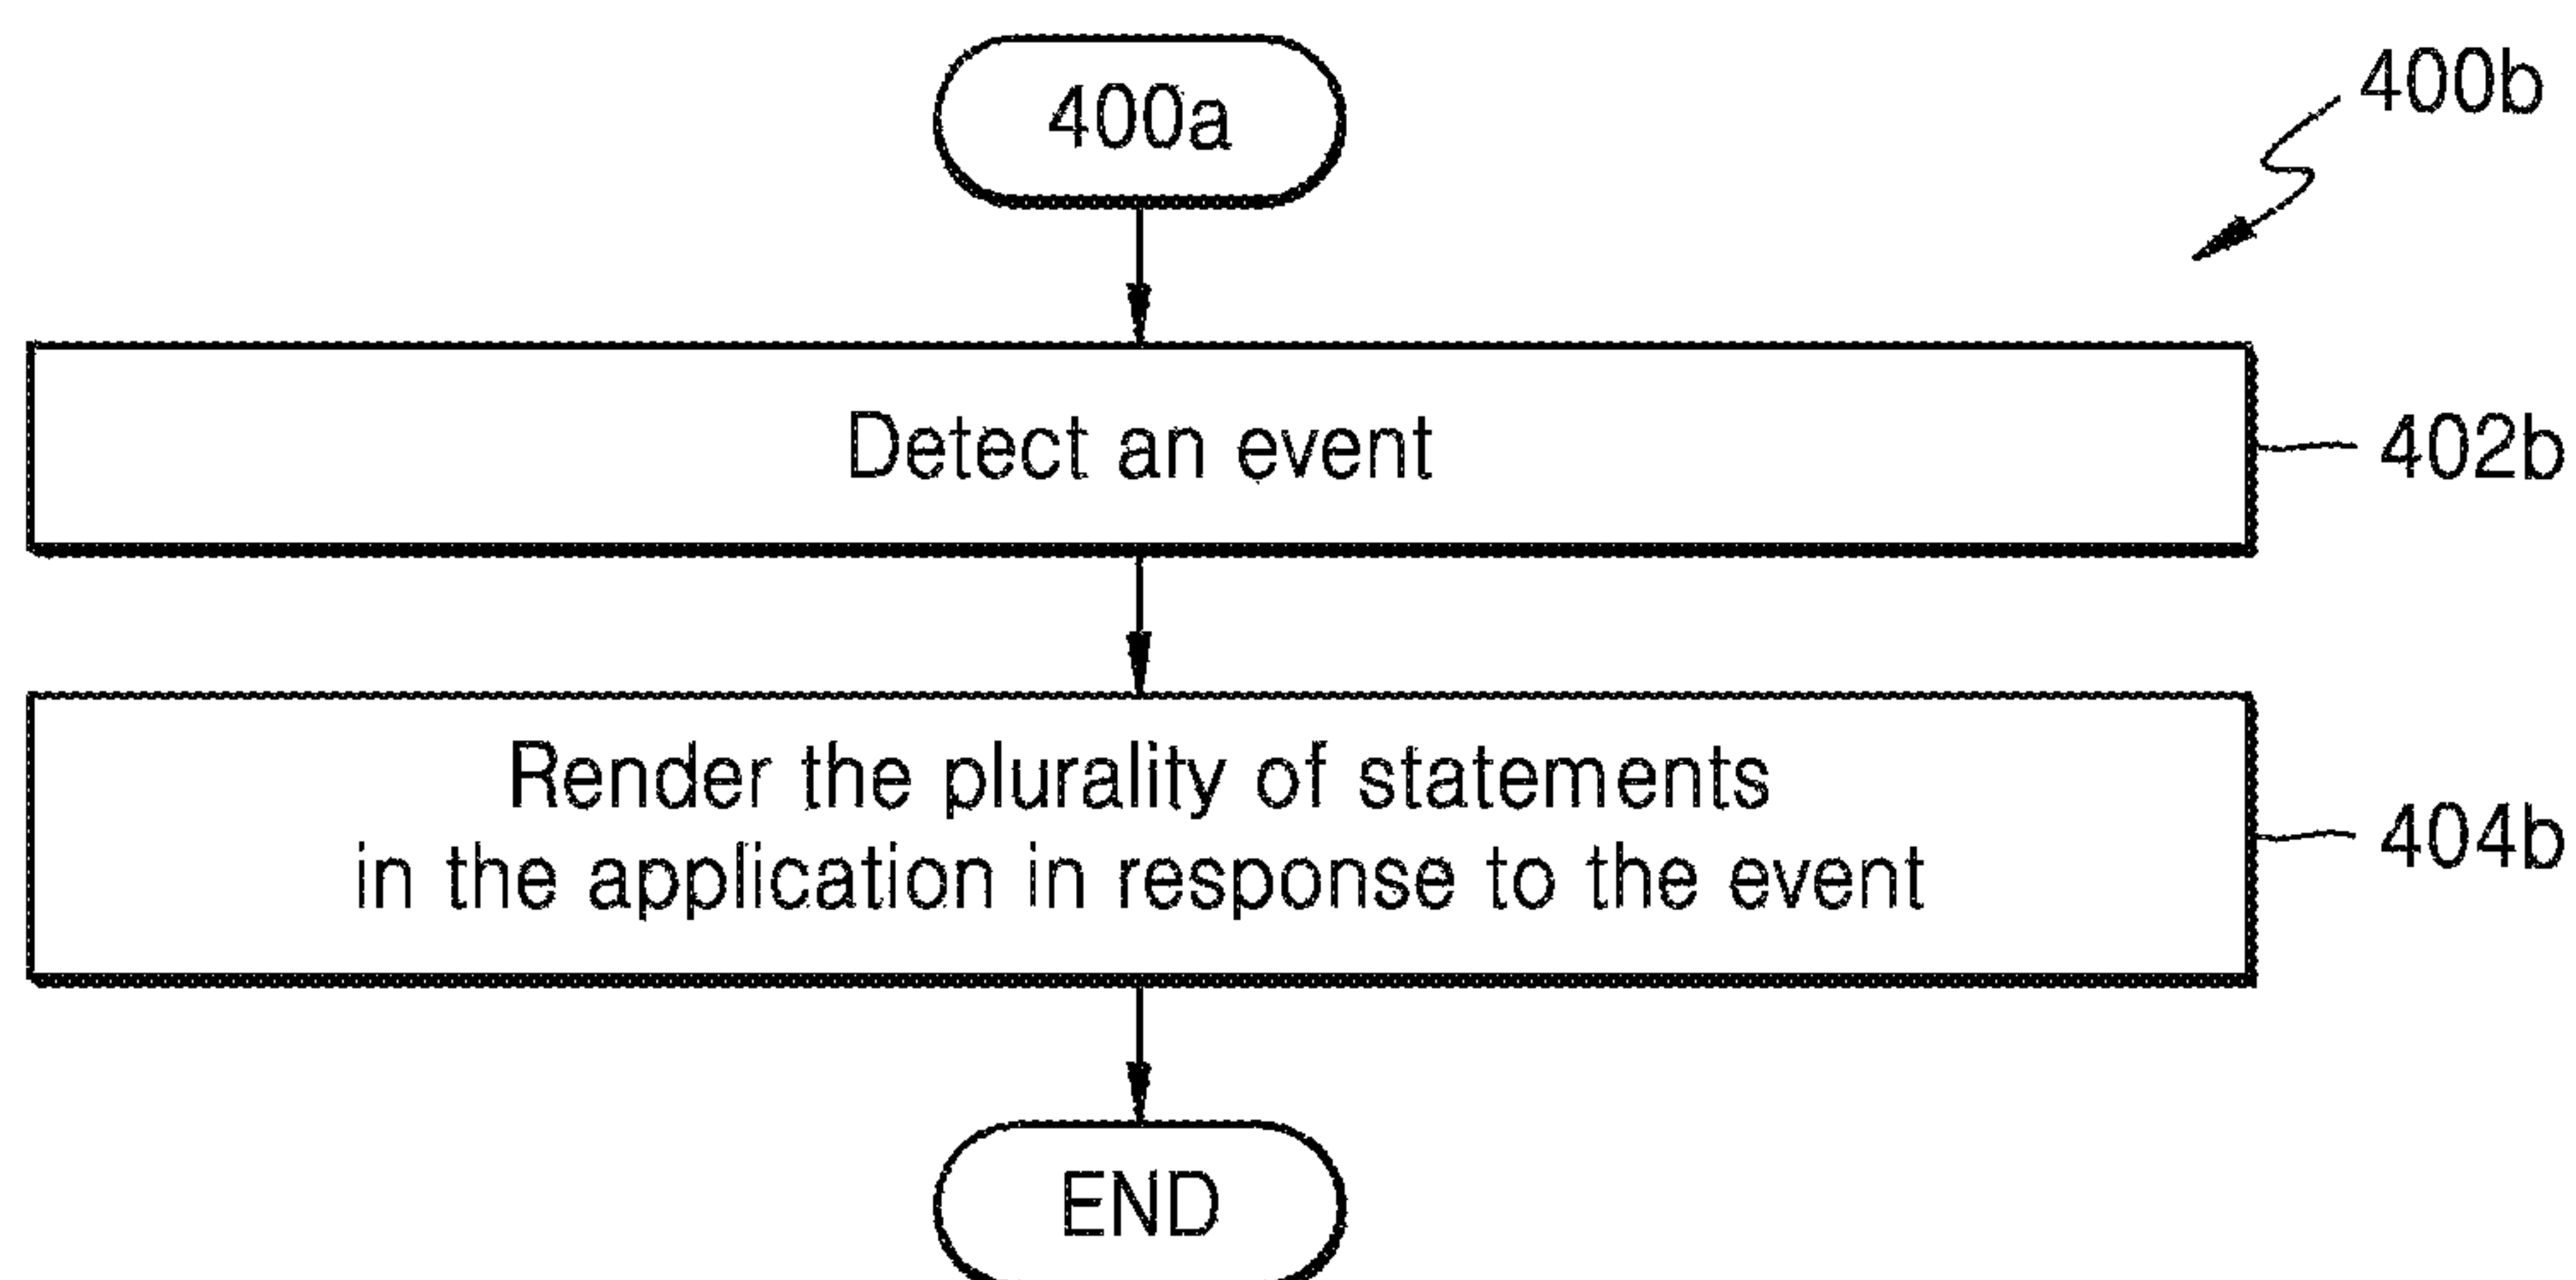 400a
400b
Detect an event
402b
Render the plurality of statements
in the application in response to the event
404b
END